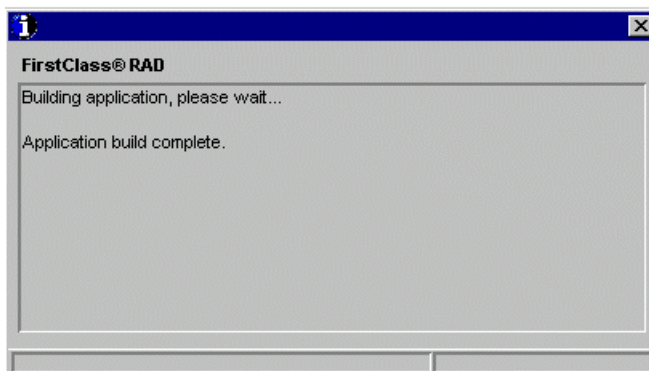 FirstClass® RAD
Building application, please wait...
Application build complete.